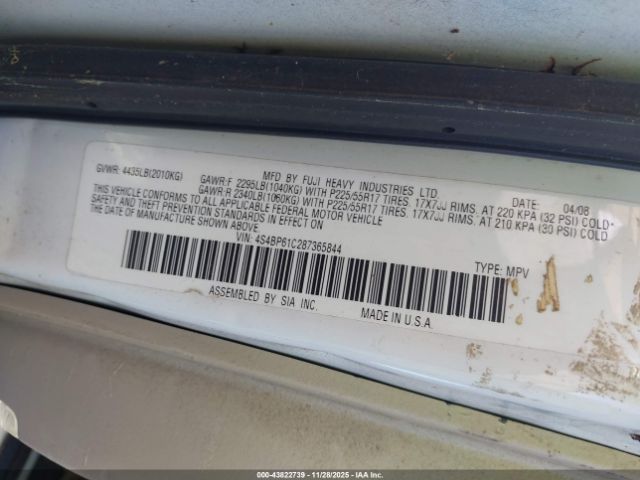 MFD BY FUJI HEAVY INDUSTRIES LTD. DATE: 04/08
GVWR: 4435LB(2010KG) GAWR:F 2295LB(1040KG) WITH P225/55R17 TIRES. 17X7JJ RIMS. AT 220 KPA (32 PSI) COLD
GAWR:R 2340LB(1060KG) WITH P225/55R17 TIRES. 17X7JJ RIMS. AT 210 KPA (30 PSI) COLD
THIS VEHICLE CONFORMS TO ALL APPLICABLE FEDERAL MOTOR VEHICLE
SAFETY AND THEFT PREVENTION STANDARDS IN EFFECT ON THE DATE OF MANUFACTURE SHOWN ABOVE.
VIN: 4S4BP61C287365844 TYPE: MPV
ASSEMBLED BY SIA INC. MADE IN U.S.A.
00-43822739 | 11/28/2025 - IAAI.COM